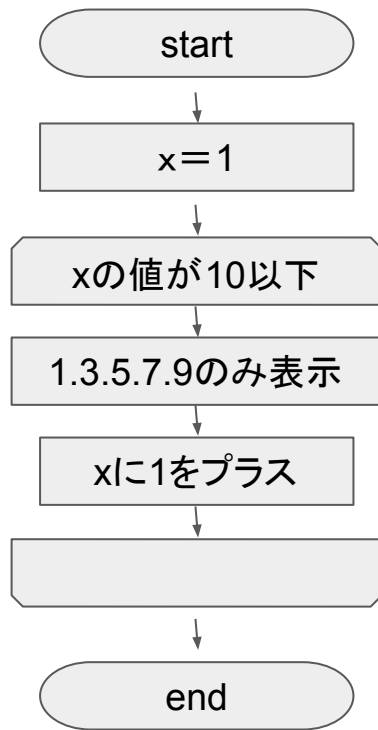 start
x＝1
xの値が10以下
1.3.5.7.9のみ表示
xに1をプラス
end